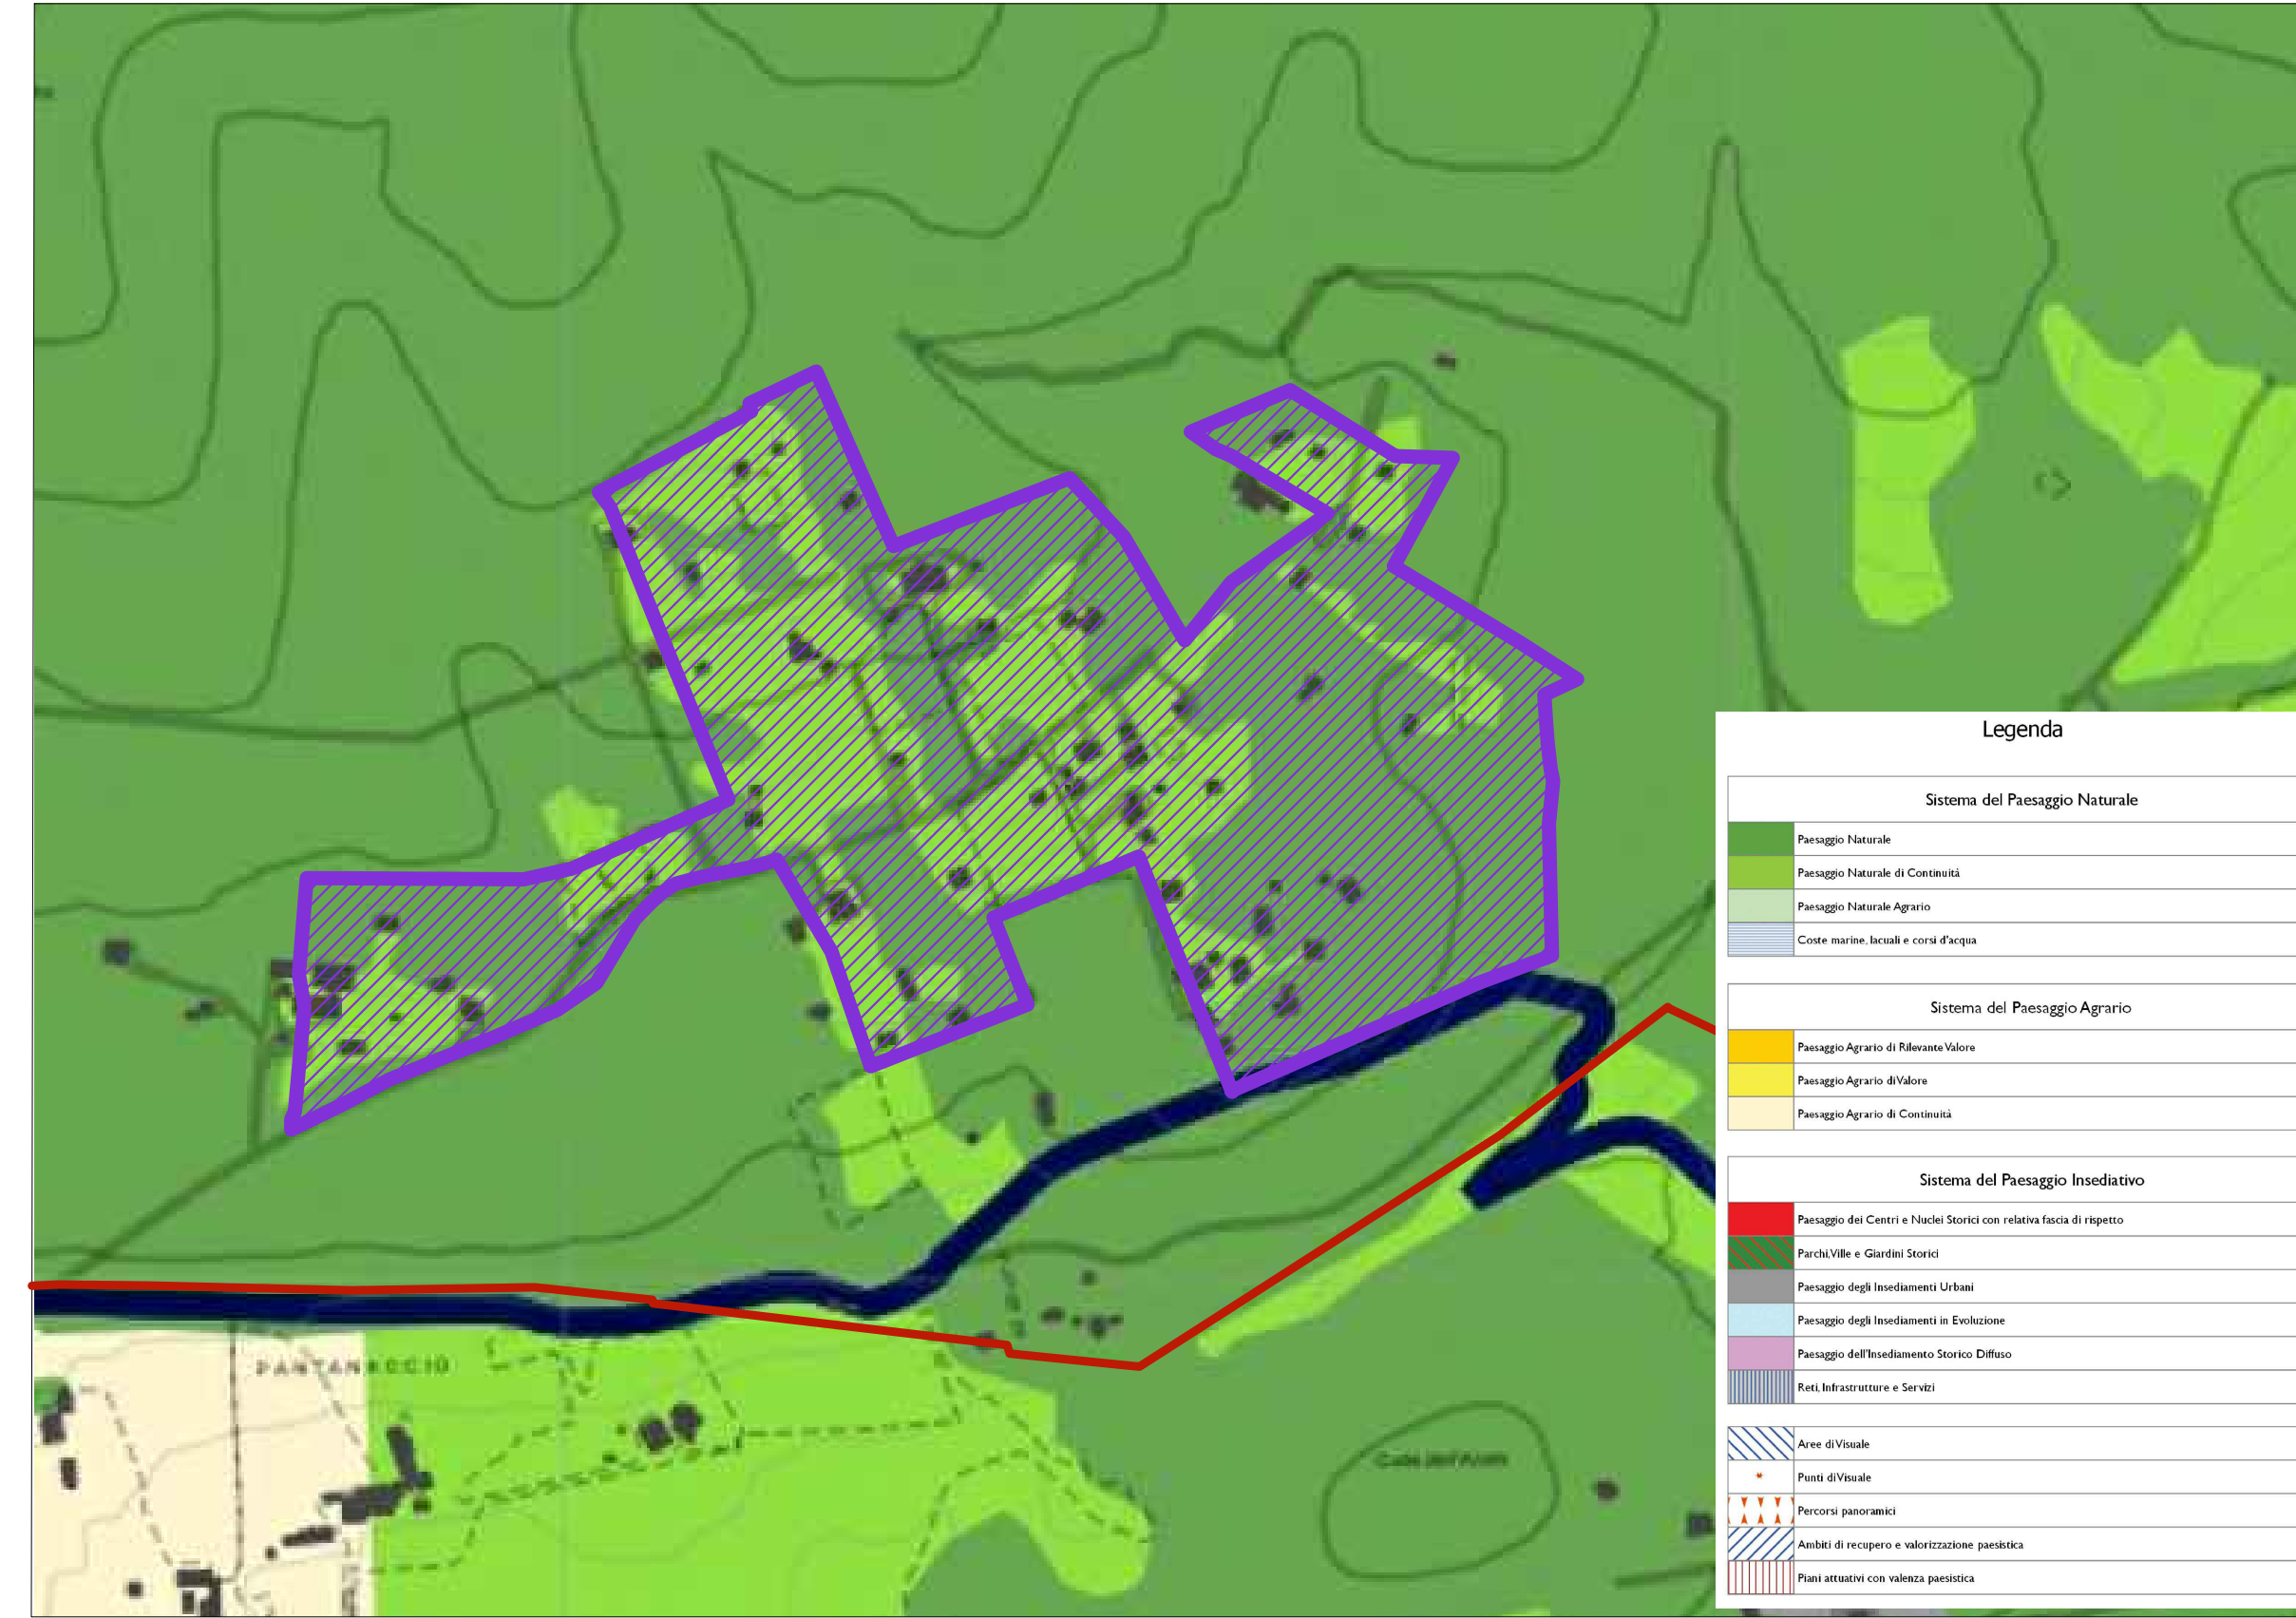 PANTANACCIO
Legenda
Sistema del Paesaggio Naturale
Paesaggio Naturale
Paesaggio Naturale di Continuità
Paesaggio Naturale Agrario
Coste marine, lacuali e corsi d'acqua
Sistema del Paesaggio Agrario
Paesaggio Agrario di Rilevante Valore
Paesaggio Agrario di Valore
Paesaggio Agrario di Continuità
Sistema del Paesaggio Insediativo
Paesaggio dei Centri e Nuclei Storici con relativa fascia di rispetto
Parchi, Ville e Giardini Storici
Paesaggio degli Insediamenti Urbani
Paesaggio degli Insediamenti in Evoluzione
Paesaggio dell'Insediamento Storico Diffuso
Reti, Infrastrutture e Servizi
Aree di Visuale
Punti di Visuale
Percorsi panoramici
Ambiti di recupero e valorizzazione paesistica
Piani attuativi con valenza paesistica